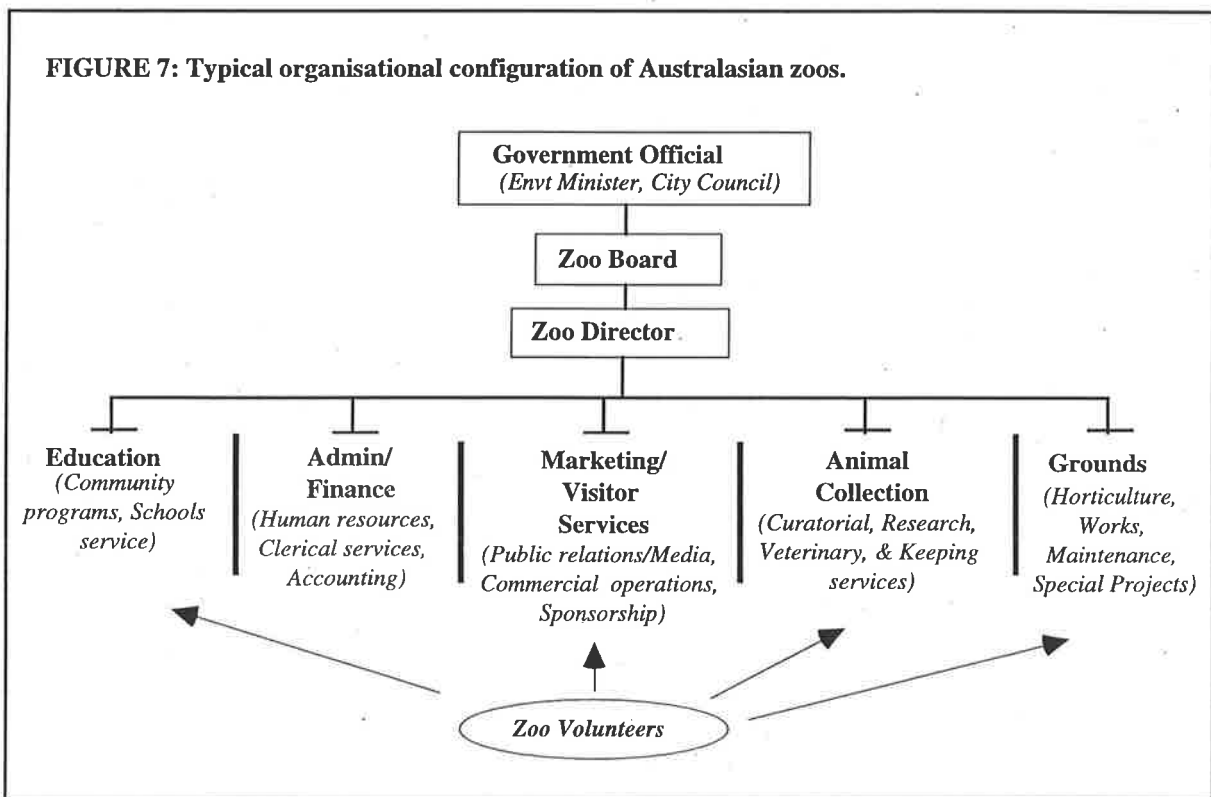 FIGURE 7: Typical organisational configuration of Australasian zoos.
Government Official
(Envt Minister, City Council)
Zoo Board
Zoo Director
Education
(Community
programs, Schools
service)
Admin/
Finance
(Human resources,
Clerical services,
Accounting)
Marketing/
Visitor
Services
(Public relations/Media,
Commercial operations,
Sponsorship)
Animal
Collection
(Curatorial, Research,
Veterinary, & Keeping
services)
Grounds
(Horticulture,
Works,
Maintenance,
Special Projects)
Zoo Volunteers